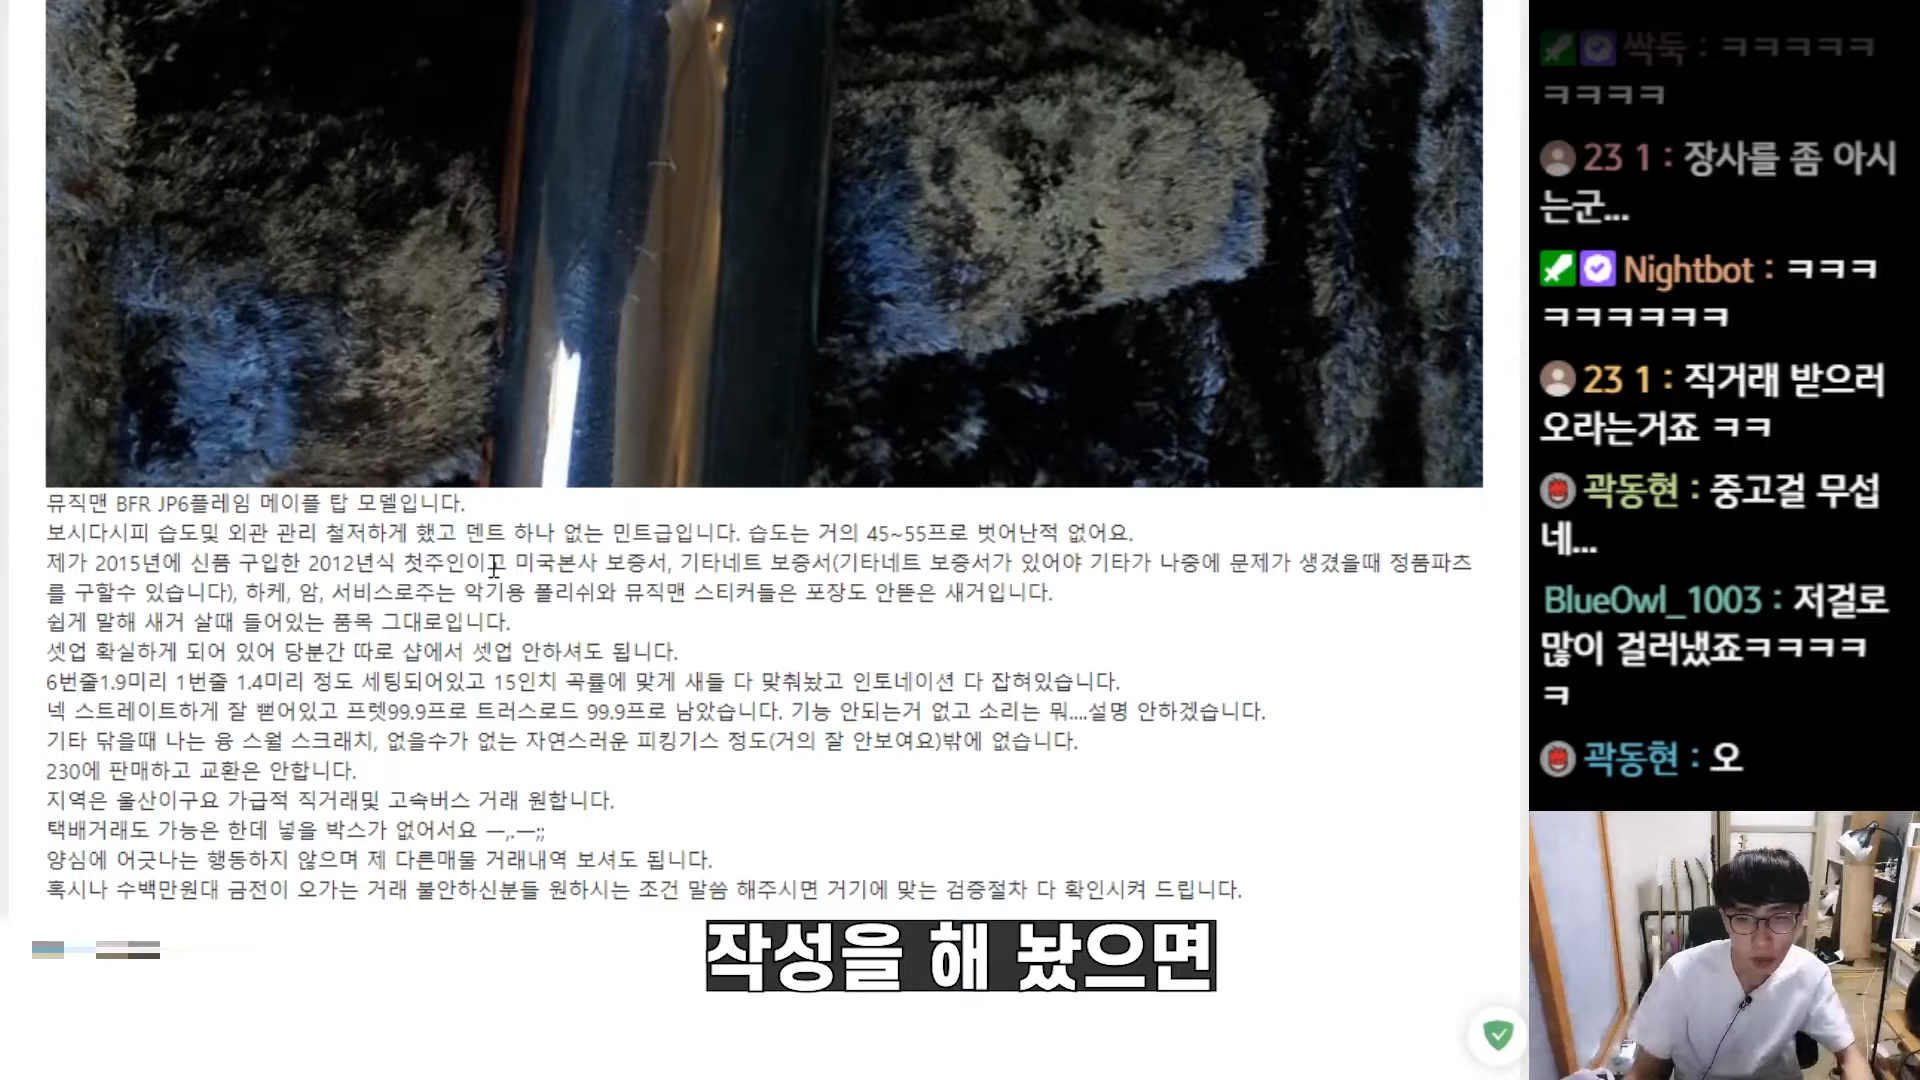 뮤직맨 BFR JP6플레임 메이플 탑 모델입니다.
보시다시피 습도및 외관 관리 철저하게 했고 덴트 하나 없는 민트급입니다. 습도는 거의 45~55프로 벗어난적 없어요.
제가 2015년에 신품 구입한 2012년식 첫주인이고 미국본사 보증서, 기타네트 보증서(기타네트 보증서가 있어야 기타가 나중에 문제가 생겼을때 정품파츠
를 구할수 있습니다), 하케, 암, 서비스로주는 악기용 폴리쉬와 뮤직맨 스티커들은 포장도 안뜯은 새거입니다.
쉽게 말해 새거 살때 들어있는 품목 그대로입니다.
셋업 확실하게 되어 있어 당분간 따로 샵에서 셋업 안하셔도 됩니다.
6번줄1.9미리 1번줄 1.4미리 정도 세팅되어있고 15인치 곡률에 맞게 새들 다 맞춰놨고 인토네이션 다 잡혀있습니다.
넥 스트레이트하게 잘 뻗어있고 프렛99.9프로 트러스로드 99.9프로 남았습니다. 기능 안되는거 없고 소리는 뭐....설명 안하겠습니다.
기타 닦을때 나는 융 스월 스크래치, 없을수가 없는 자연스러운 피킹기스 정도(거의 잘 안보여요)밖에 없습니다.
230에 판매하고 교환은 안합니다.
지역은 울산이구요 가급적 직거래및 고속버스 거래 원합니다.
택배거래도 가능은 한데 넣을 박스가 없어서요 ㅡ,.ㅡ;;
양심에 어긋나는 행동하지 않으며 제 다른매물 거래내역 보셔도 됩니다.
혹시나 수백만원대 금전이 오가는 거래 불안하신분들 원하시는 조건 말씀 해주시면 거기에 맞는 검증절차 다 확인시켜 드립니다.
작성을 해 놨으면
싹둑 : ㅋㅋㅋㅋㅋ
ㅋㅋㅋㅋ
23 1 : 장사를 좀 아시
는군...
Nightbot : ㅋㅋㅋ
ㅋㅋㅋㅋㅋㅋ
23 1 : 직거래 받으러
오라는거죠 ㅋㅋ
곽동현 : 중고걸 무섭
네...
BlueOwl_1003 : 저걸로
많이 걸러냈죠ㅋㅋㅋㅋ
ㅋ
곽동현 : 오